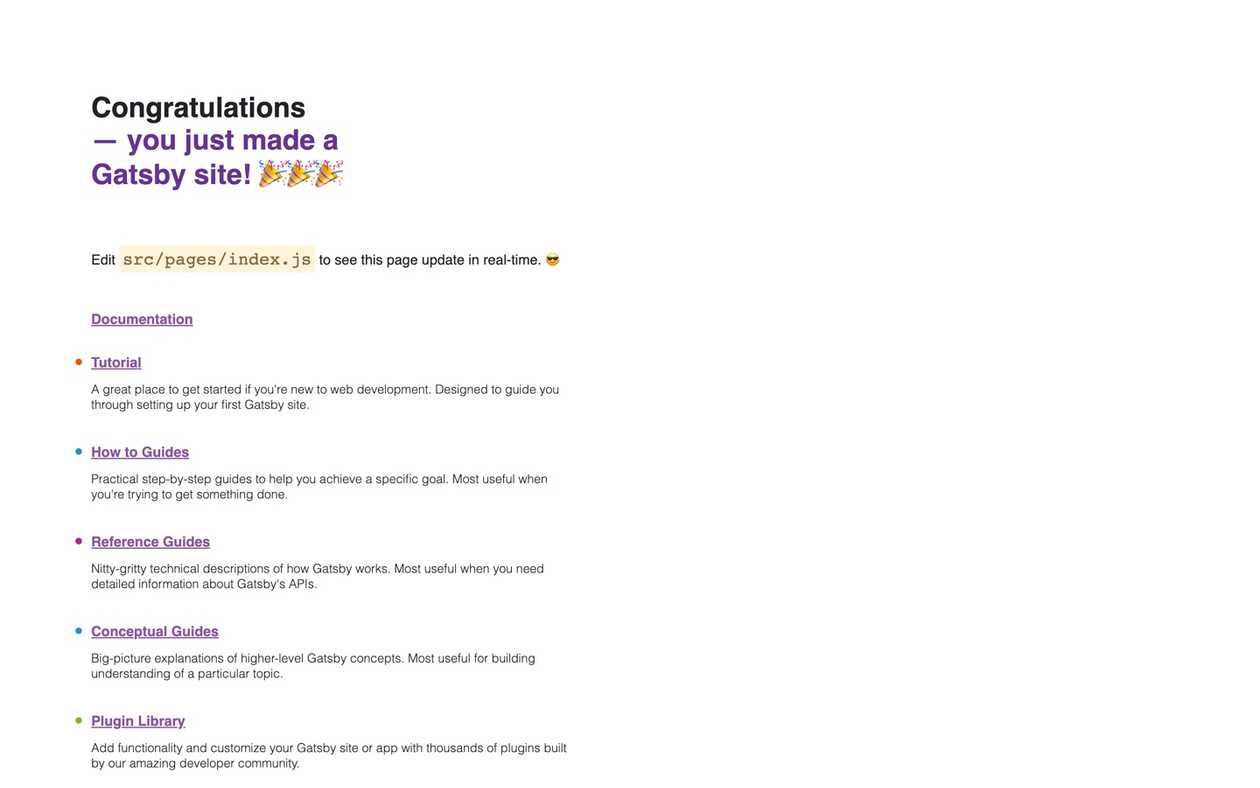 Congratulations
— you just made a
Gatsby site! 🎉🎉🎉
Edit src/pages/index.js to see this page update in real-time. 😎
Documentation
Tutorial
A great place to get started if you're new to web development. Designed to guide you
through setting up your first Gatsby site.
How to Guides
Practical step-by-step guides to help you achieve a specific goal. Most useful when
you're trying to get something done.
Reference Guides
Nitty-gritty technical descriptions of how Gatsby works. Most useful when you need
detailed information about Gatsby's APIs.
Conceptual Guides
Big-picture explanations of higher-level Gatsby concepts. Most useful for building
understanding of a particular topic.
Plugin Library
Add functionality and customize your Gatsby site or app with thousands of plugins built
by our amazing developer community.